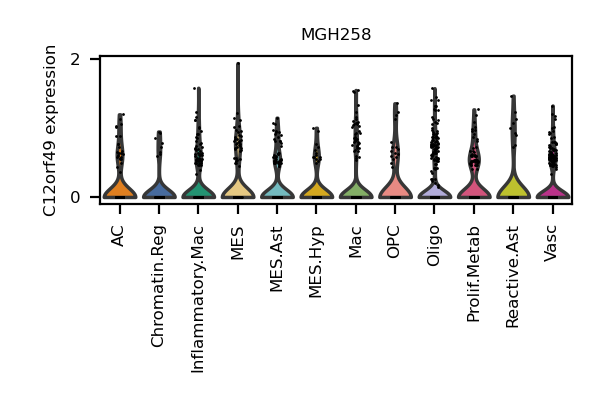 MGH258
C12orf49 expression
2
0
AC
Chromatin.Reg
Inflammatory.Mac
MES
MES.Ast
MES.Hyp
Mac
OPC
Oligo
Prolif.Metab
Reactive.Ast
Vasc